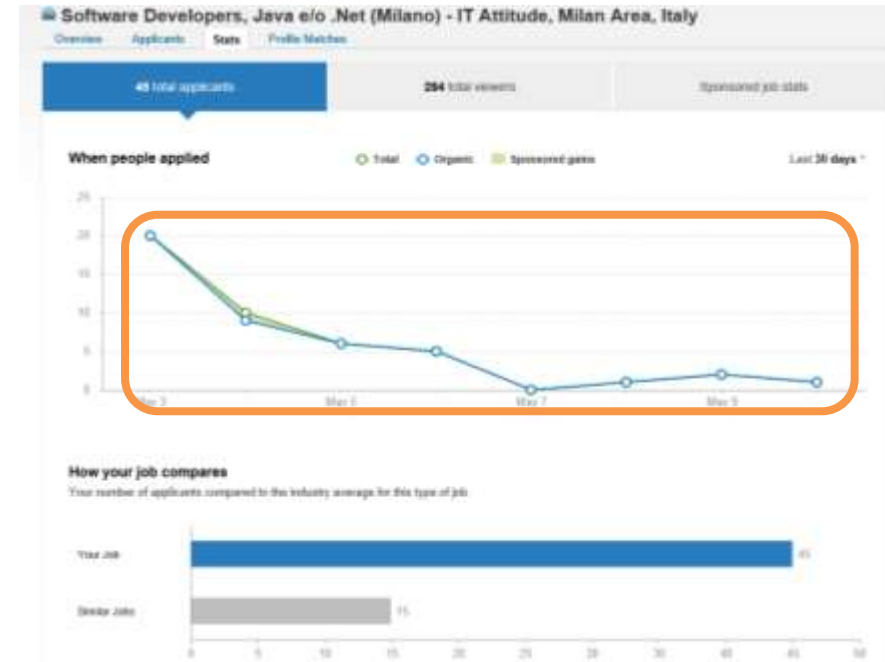 Software Developers, Java e/o .Net (Milano) - IT Attitude, Milan Area, Italy
Overview Applicants Stats Profile Matches
45 total applicants 284 total viewers Sponsored job stats
When people applied Total Organic Sponsored gains Last 30 days
25
20
15
10
5
0
May 3 May 5 May 7 May 9
How your job compares
Your number of applicants compared to the industry average for this type of job
Your Job 45
Similar Jobs 15
0 5 10 15 20 25 30 35 40 45 50